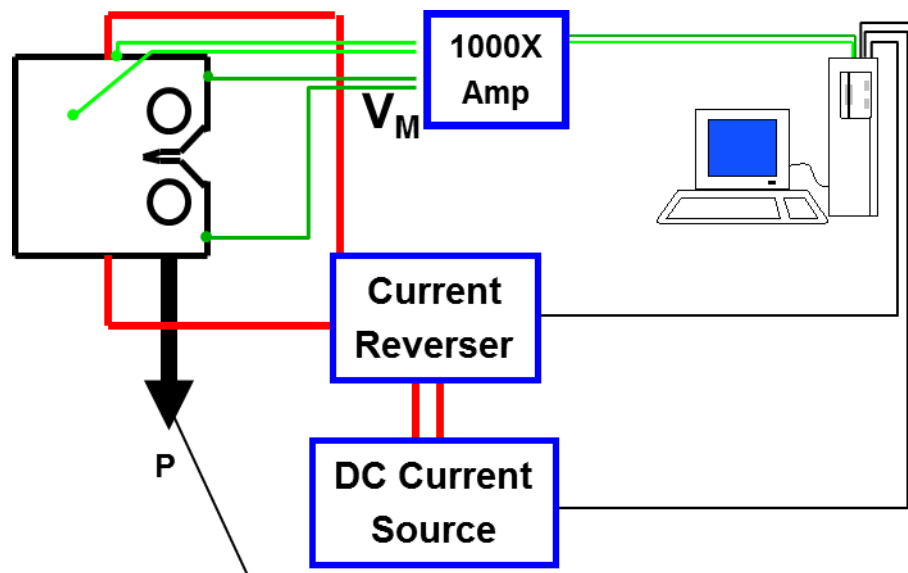 1000X
Amp
VM
Current
Reverser
DC Current
Source
P